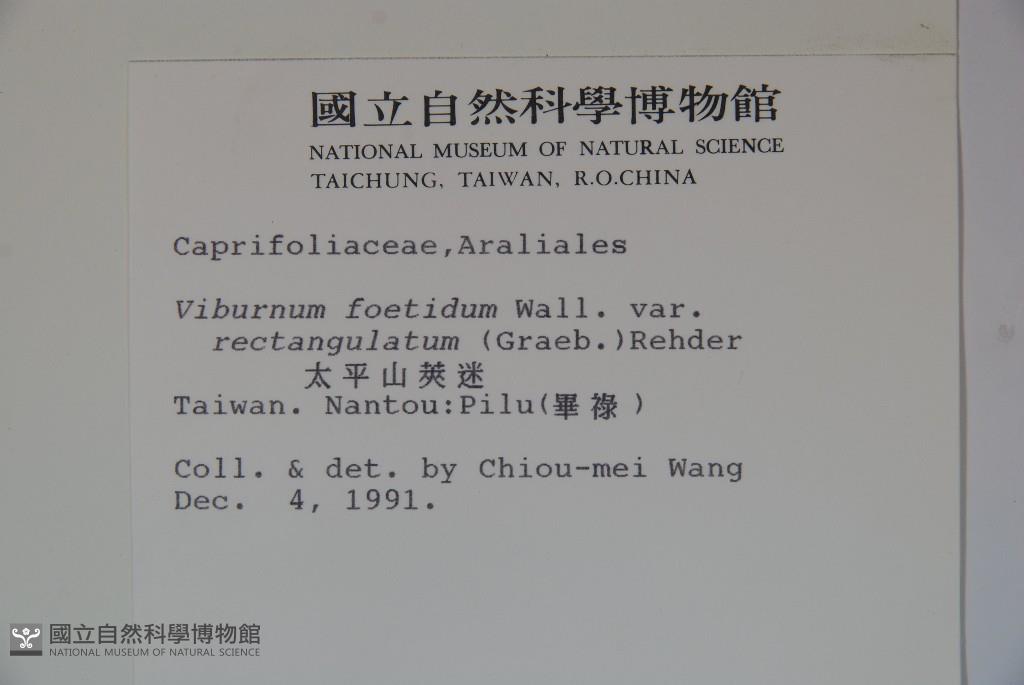 國立自然科學博物館
NATIONAL MUSEUM OF NATURAL SCIENCE
TAICHUNG, TAIWAN, R.O.CHINA
Caprifoliaceae,Araliales
Viburnum foetidum Wall. var.
rectangulatum (Graeb.)Rehder
太平山莢迷
Taiwan. Nantou:Pilu(畢祿)
Coll. & det. by Chiou-mei Wang
Dec. 4, 1991.
國立自然科學博物館
NATIONAL MUSEUM OF NATURAL SCIENCE